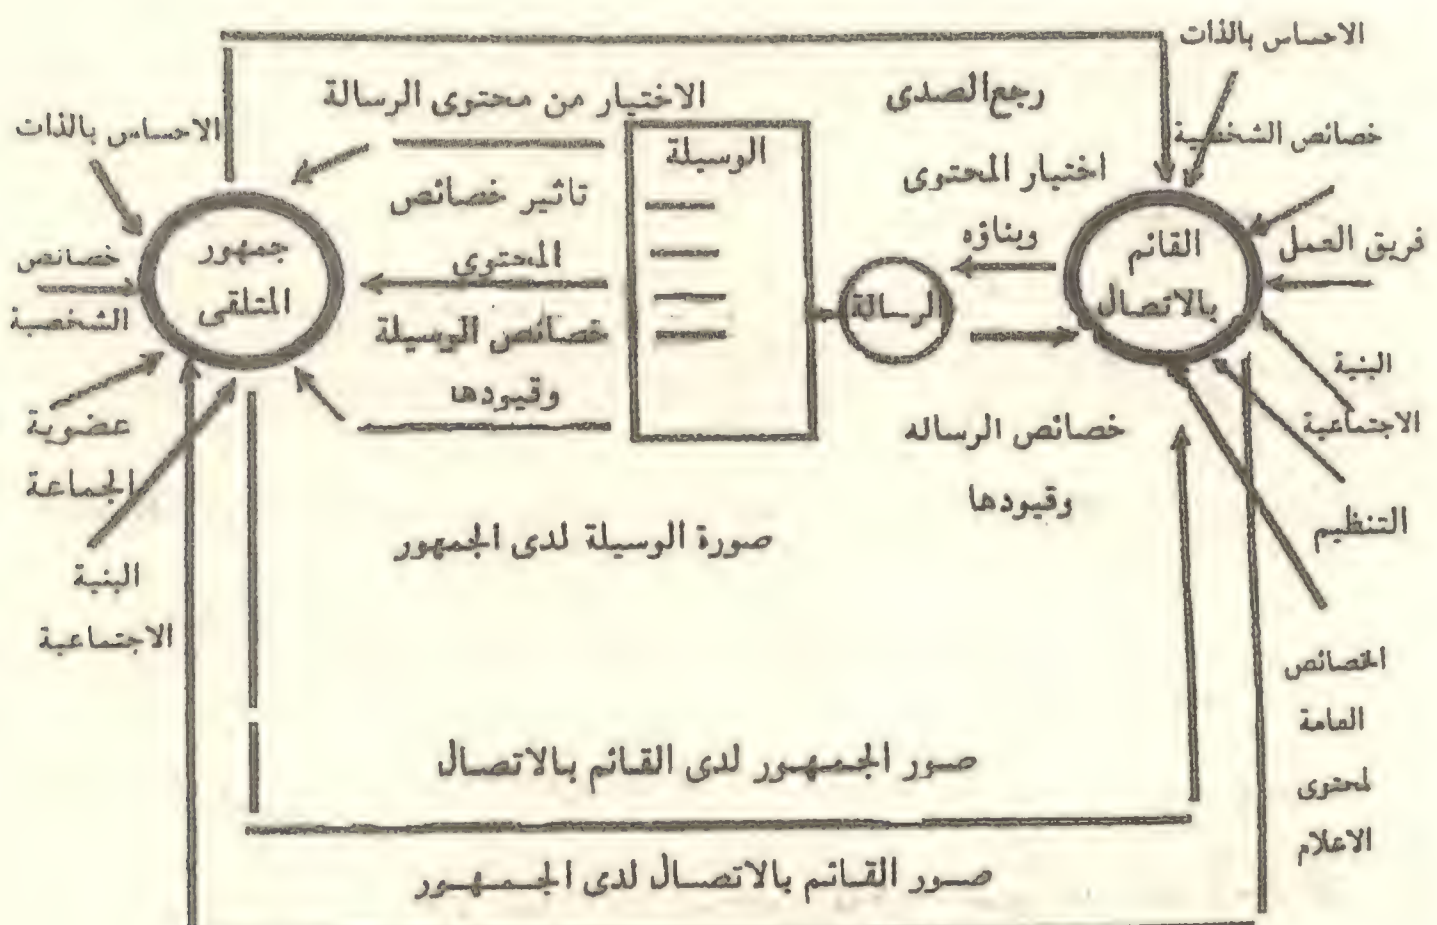 الاحساس بالذات
رجع الصدى
الاختيار من محتوى الرسالة
الاحساس بالذات
خصائص الشخصية
الوسيلة
اختيار المحتوى
وبناؤه
تاثير خصائص
المحتوى
خصائص الوسيلة
وقيودها
فريق العمل
القائم
بالاتصال
الرسالة
جمهور
المتلقى
خصائص
الشخصية
البنية
الاجتماعية
خصائص الرساله
وقيودها
عضوية
الجماعة
التنظيم
صورة الوسيلة لدى الجمهور
البنية
الاجتماعية
الخصائص
العامة
لمحتوى
الاعلام
صور الجمهور لدى القائم بالاتصال
صور القائم بالاتصال لدى الجمهور